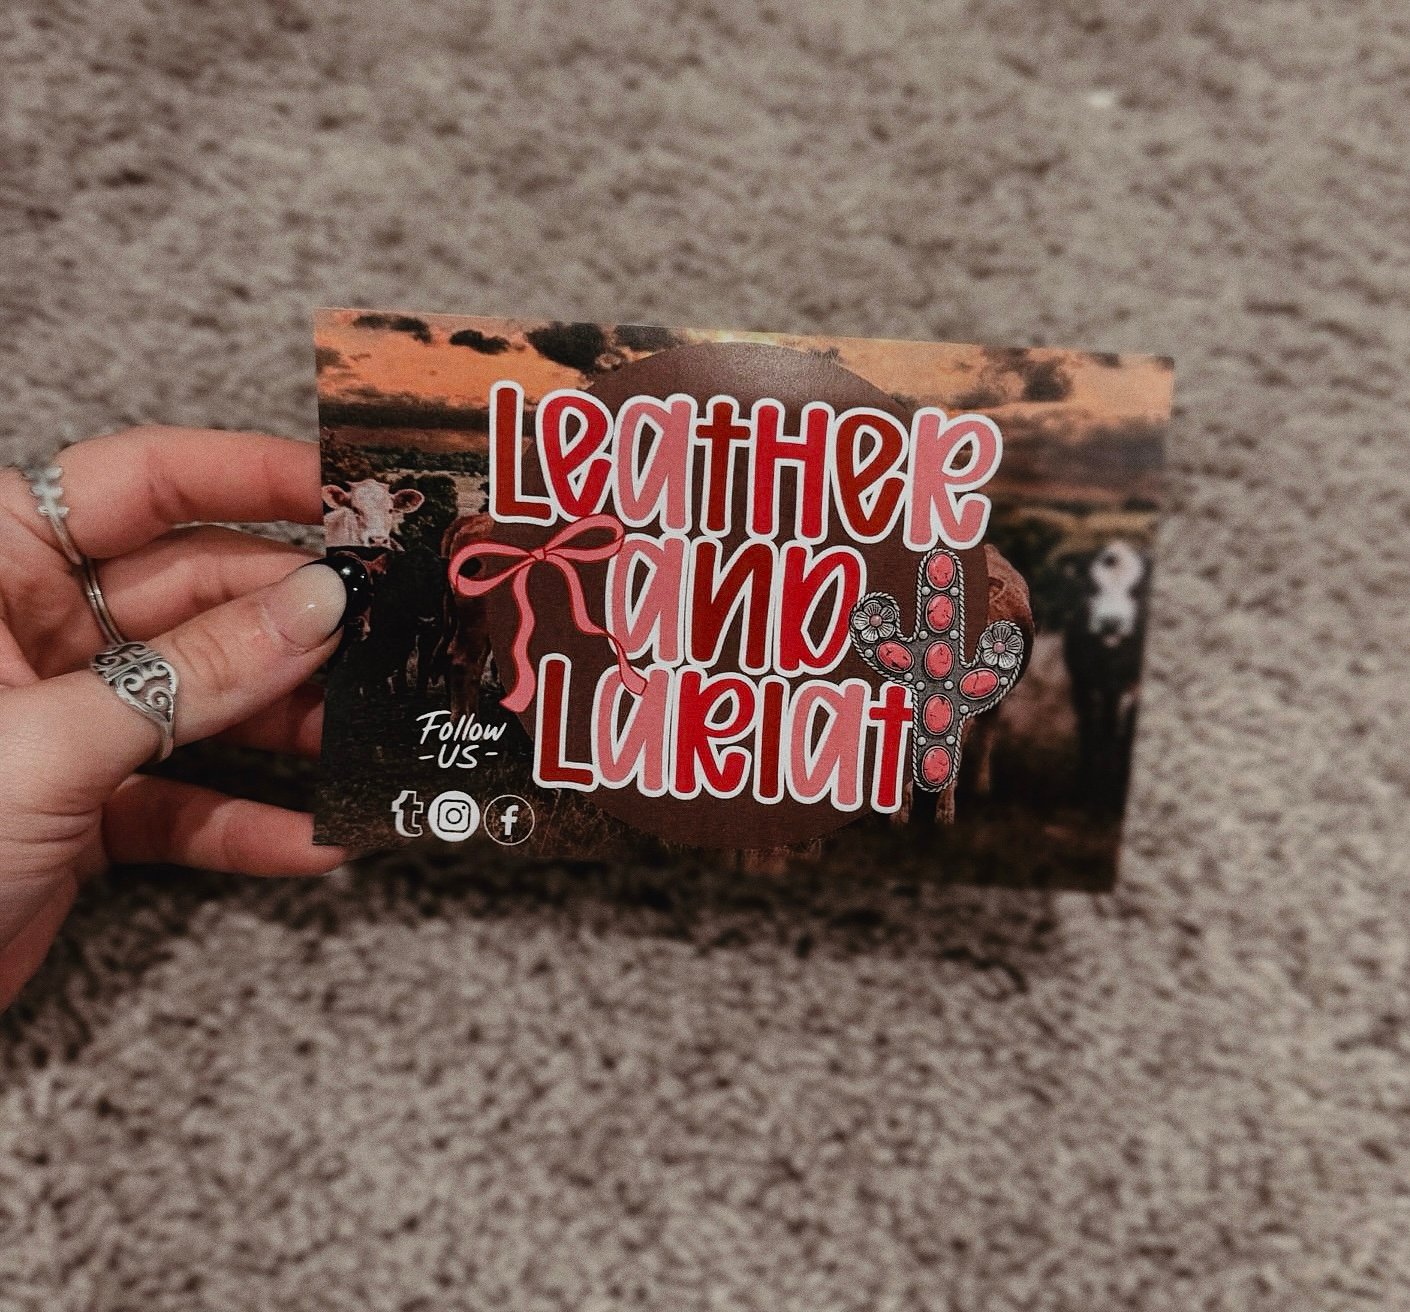 Leather
and
Lariat
Follow
-US-
t
f